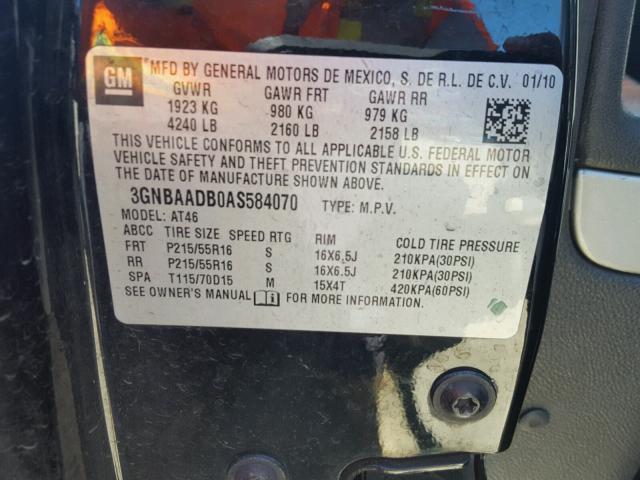 GM
MFD BY GENERAL MOTORS DE MEXICO, S. DE R.L. DE C.V. 01/10
GVWR GAWR FRT GAWR RR
1923 KG 980 KG 979 KG
4240 LB 2160 LB 2158 LB
THIS VEHICLE CONFORMS TO ALL APPLICABLE U.S. FEDERAL MOTOR
VEHICLE SAFETY AND THEFT PREVENTION STANDARDS IN EFFECT ON
THE DATE OF MANUFACTURE SHOWN ABOVE.
3GNBAADB0AS584070 TYPE: M.P.V.
MODEL: AT46
ABCC TIRE SIZE SPEED RTG RIM COLD TIRE PRESSURE
FRT P215/55R16 S 16X6.5J 210KPA(30PSI)
RR P215/55R16 S 16X6.5J 210KPA(30PSI)
SPA T115/70D15 M 15X4T 420KPA(60PSI)
SEE OWNER'S MANUAL FOR MORE INFORMATION.